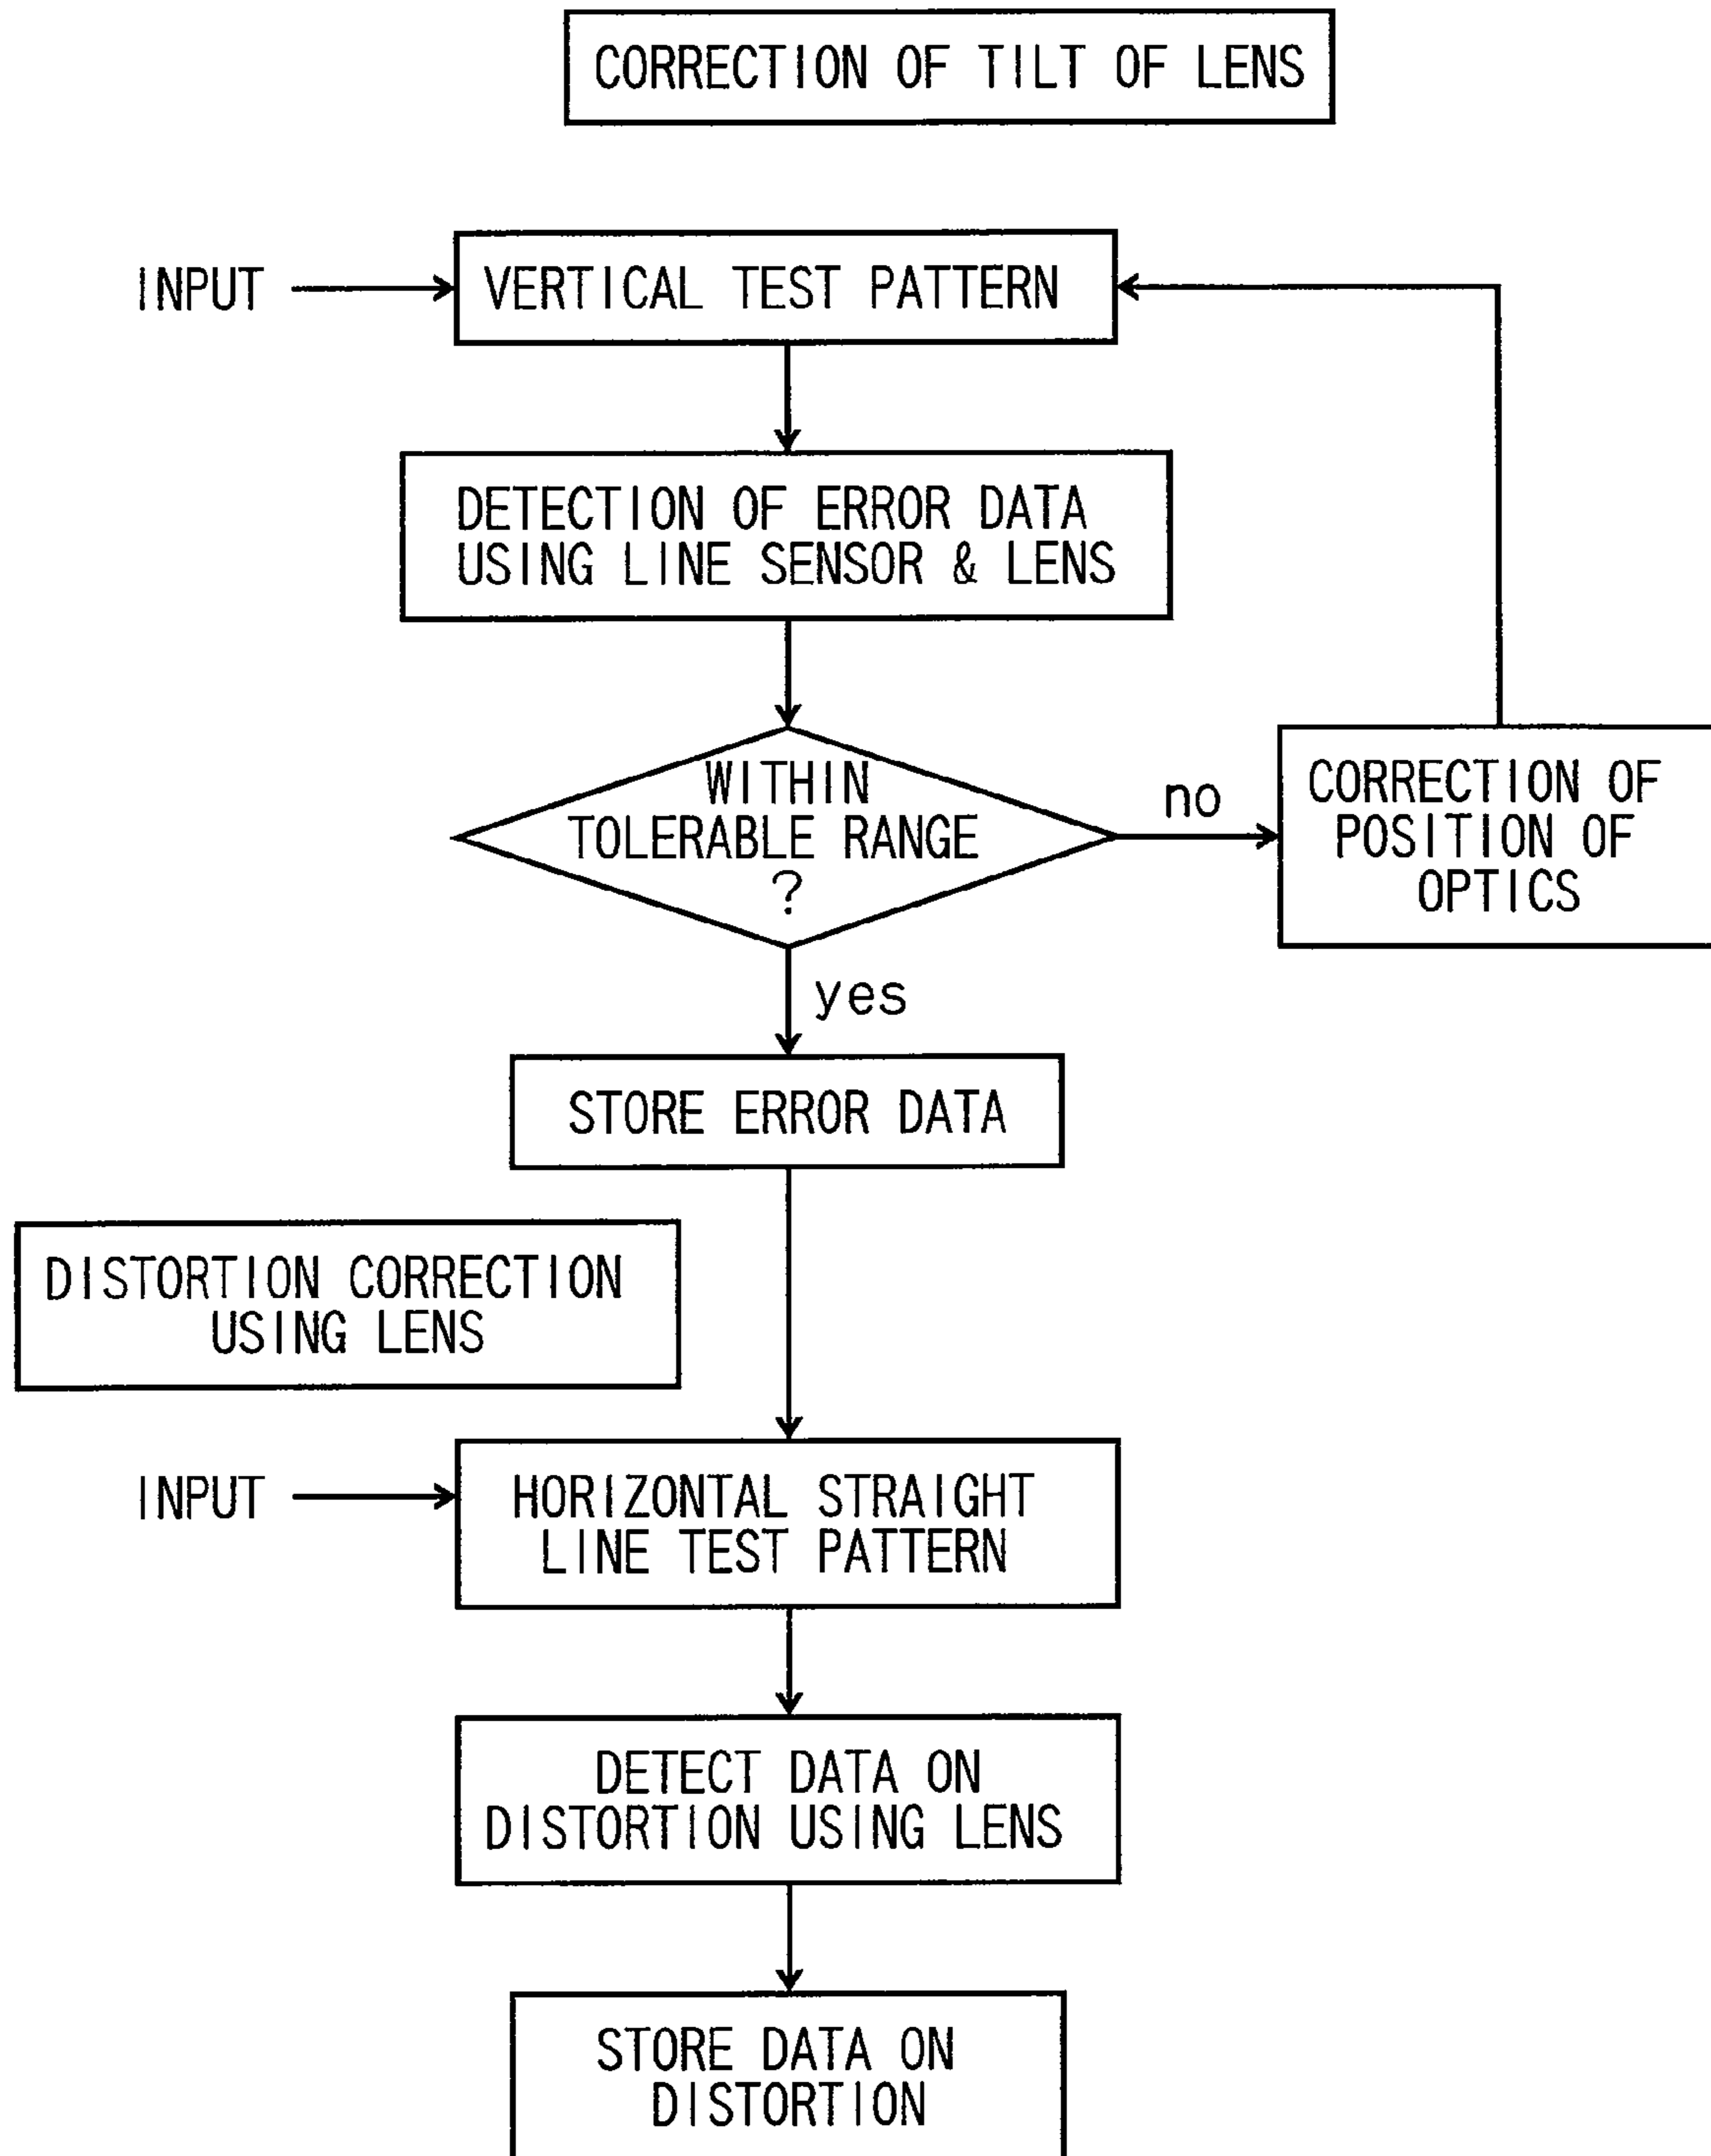 CORRECTION OF TILT OF LENS
INPUT
VERTICAL TEST PATTERN
DETECTION OF ERROR DATA
USING LINE SENSOR & LENS
WITHIN
TOLERABLE RANGE
?
no
CORRECTION OF
POSITION OF
OPTICS
yes
STORE ERROR DATA
DISTORTION CORRECTION
USING LENS
INPUT
HORIZONTAL STRAIGHT
LINE TEST PATTERN
DETECT DATA ON
DISTORTION USING LENS
STORE DATA ON
DISTORTION